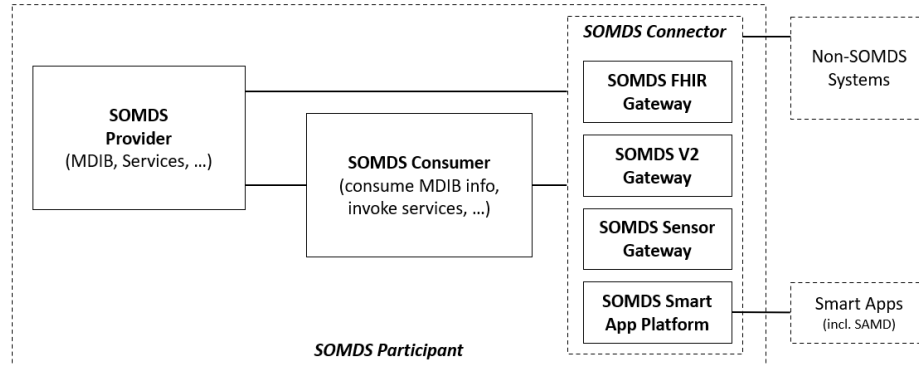 SOMDS Connector
SOMDS
Provider
(MDIB, Services, …)
SOMDS Consumer
(consume MDIB info,
invoke services, …)
SOMDS FHIR
Gateway
SOMDS V2
Gateway
SOMDS Sensor
Gateway
SOMDS Smart
App Platform
Non-SOMDS
Systems
Smart Apps
(incl. SAMD)
SOMDS Participant